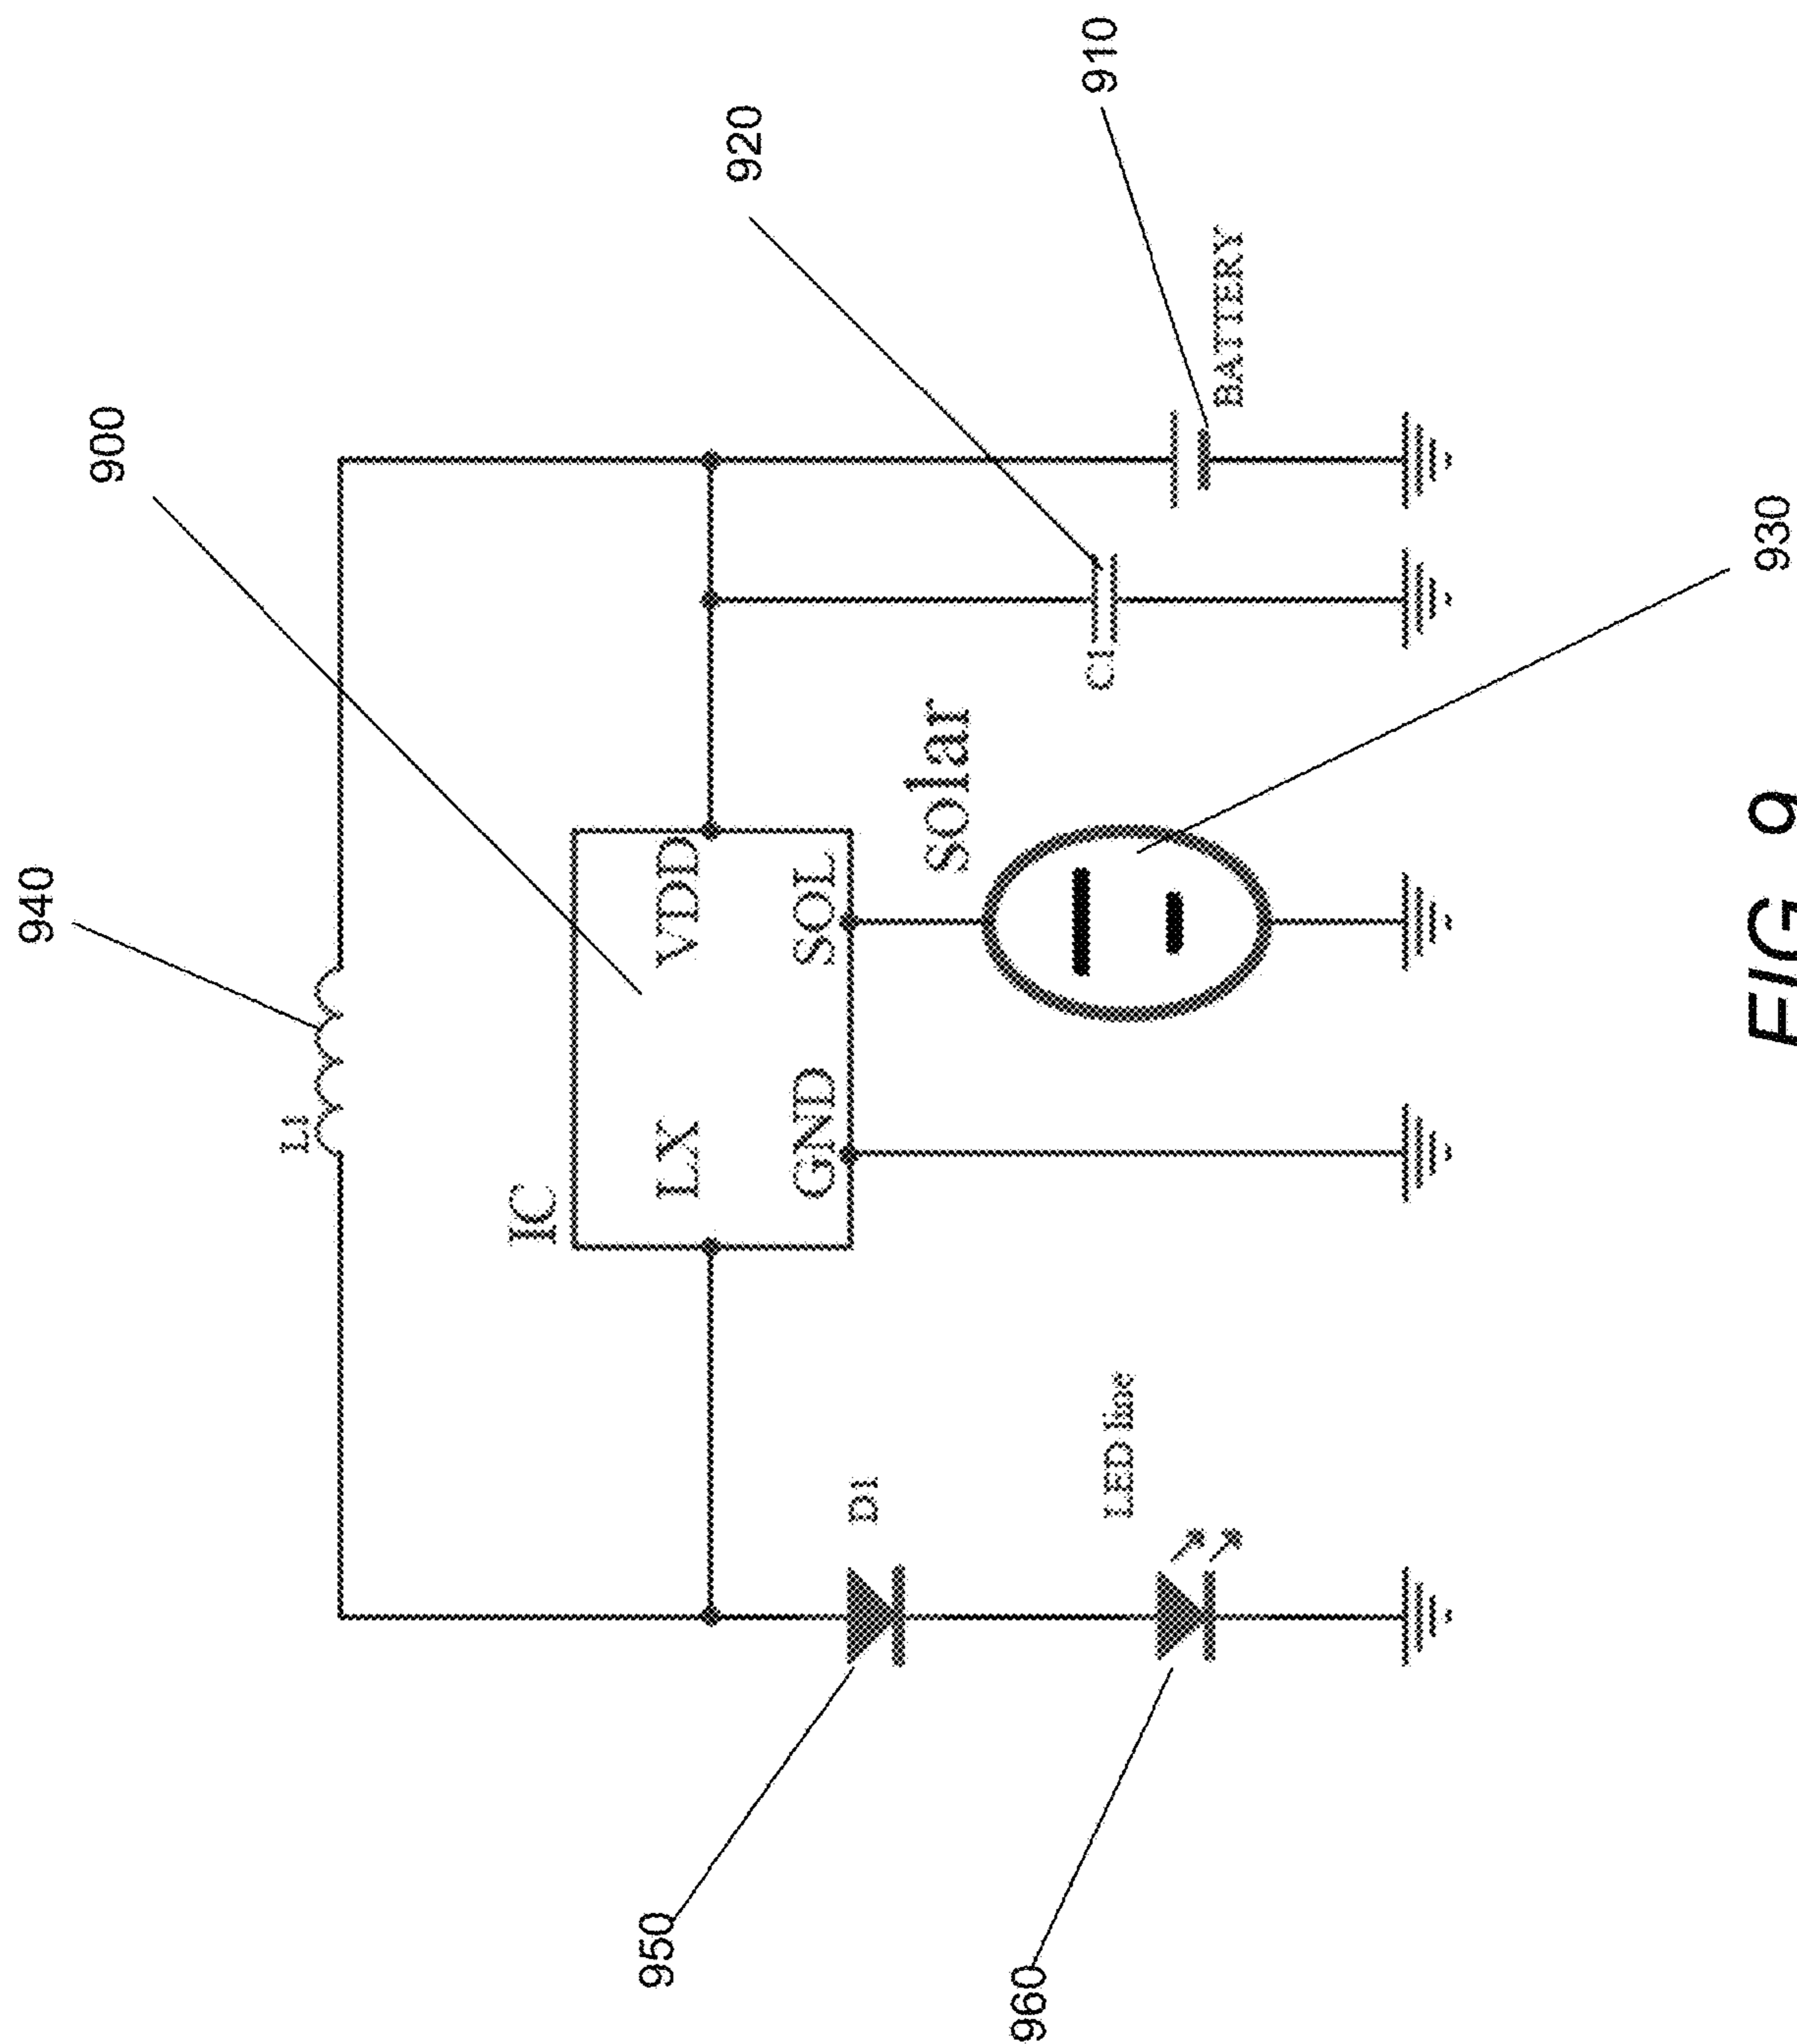 940
900
L1
IC
950
LX VDD
920
GND SOL
D1
Solar
960
LED line
C1
910
BATTERY
930
FIG 9